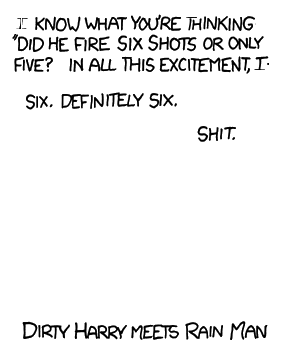 I KNOW WHAT YOU'RE THINKING
"DID HE FIRE SIX SHOTS OR ONLY
FIVE? IN ALL THIS EXCITEMENT, I-
SIX. DEFINITELY SIX.
SHIT.
DIRTY HARRY MEETS RAIN MAN